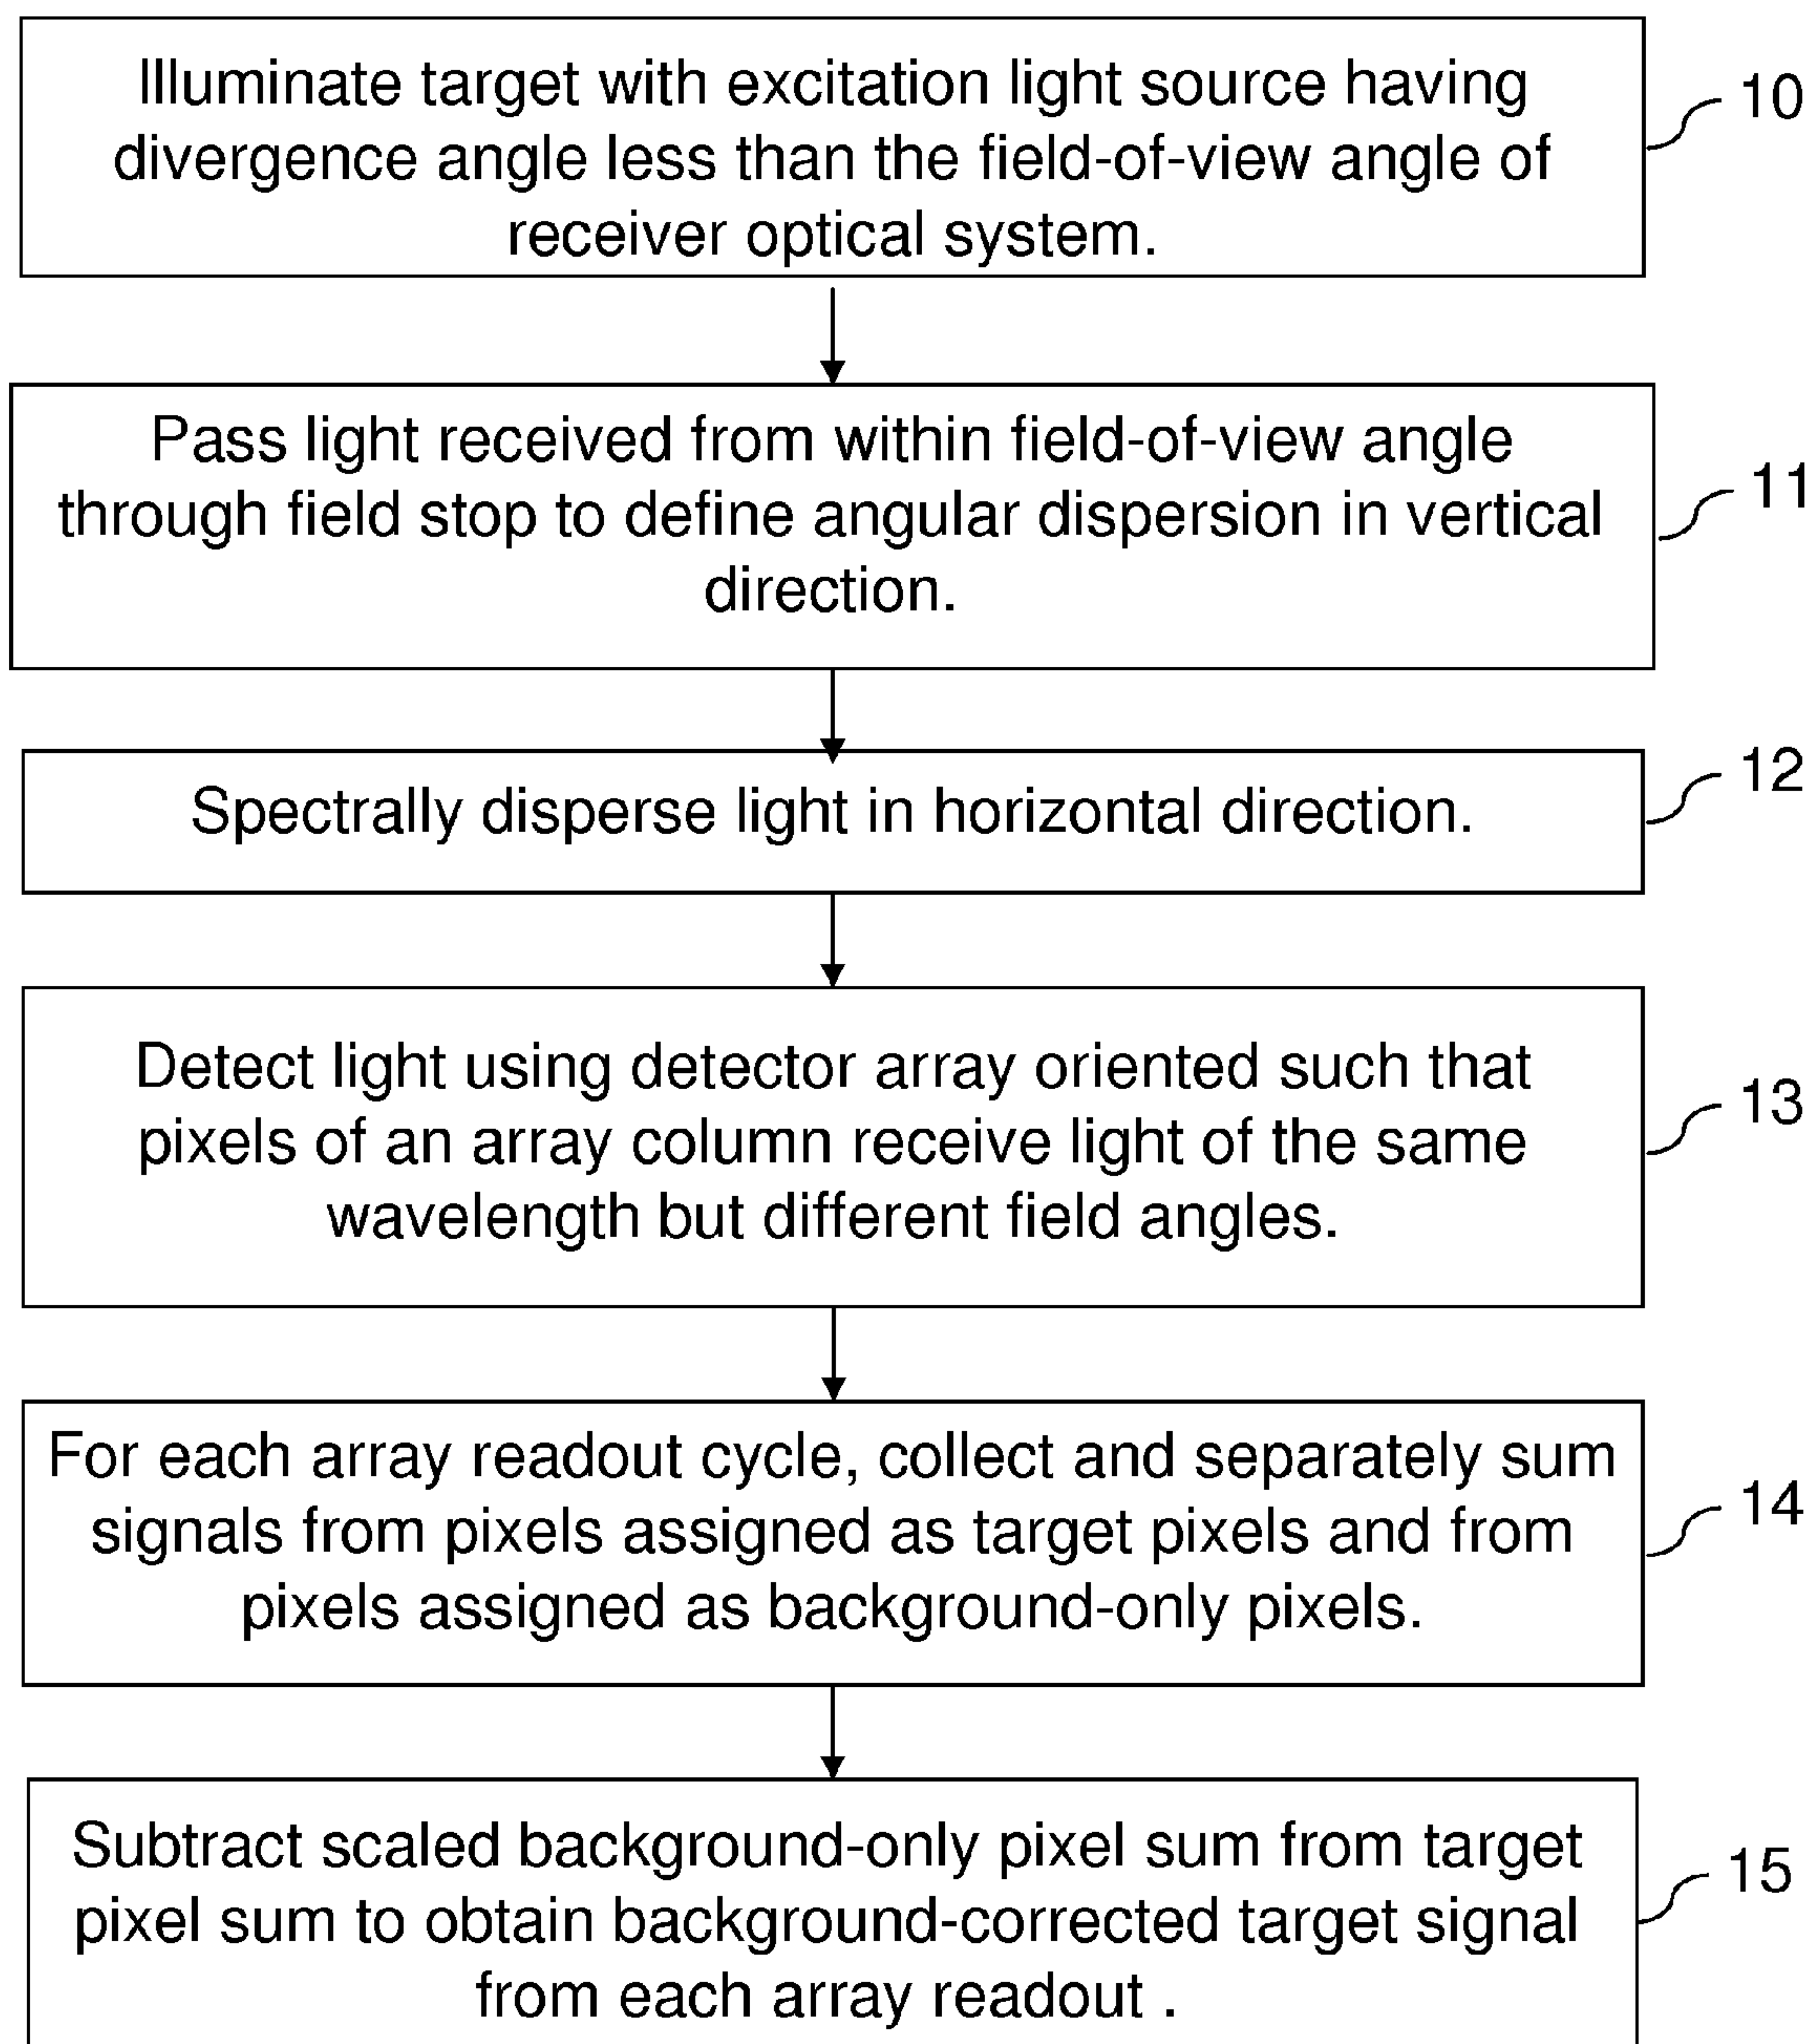 Illuminate target with excitation light source having
divergence angle less than the field-of-view angle of
receiver optical system.
10
Pass light received from within field-of-view angle
through field stop to define angular dispersion in vertical
direction.
11
Spectrally disperse light in horizontal direction.
12
Detect light using detector array oriented such that
pixels of an array column receive light of the same
wavelength but different field angles.
13
For each array readout cycle, collect and separately sum
signals from pixels assigned as target pixels and from
pixels assigned as background-only pixels.
14
Subtract scaled background-only pixel sum from target
pixel sum to obtain background-corrected target signal
from each array readout .
15